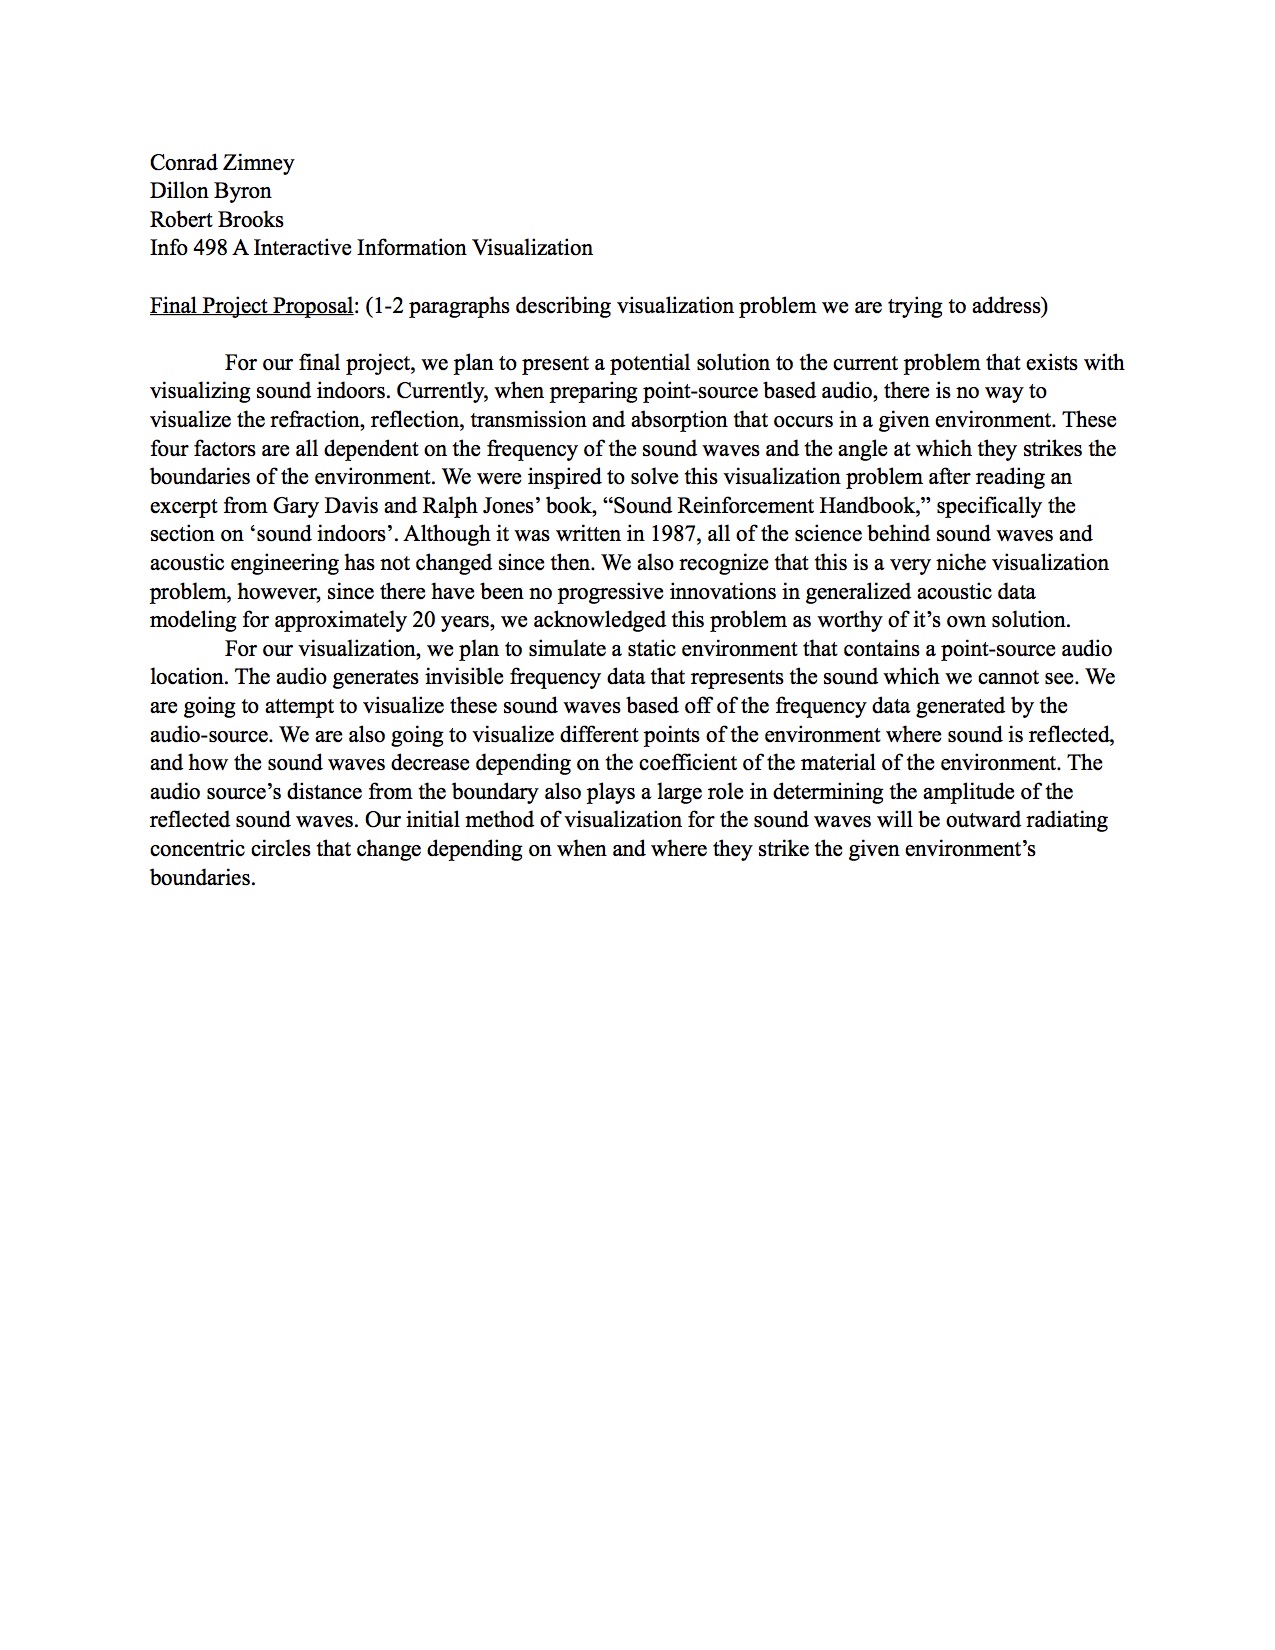 Conrad Zimney
Dillon Byron
Robert Brooks
Info 498 A Interactive Information Visualization
Final Project Proposal: (1-2 paragraphs describing visualization problem we are trying to address)
For our final project, we plan to present a potential solution to the current problem that exists with
visualizing sound indoors. Currently, when preparing point-source based audio, there is no way to
visualize the refraction, reflection, transmission and absorption that occurs in a given environment. These
four factors are all dependent on the frequency of the sound waves and the angle at which they strikes the
boundaries of the environment. We were inspired to solve this visualization problem after reading an
excerpt from Gary Davis and Ralph Jones’ book, “Sound Reinforcement Handbook,” specifically the
section on ‘sound indoors’. Although it was written in 1987, all of the science behind sound waves and
acoustic engineering has not changed since then. We also recognize that this is a very niche visualization
problem, however, since there have been no progressive innovations in generalized acoustic data
modeling for approximately 20 years, we acknowledged this problem as worthy of it’s own solution.
For our visualization, we plan to simulate a static environment that contains a point-source audio
location. The audio generates invisible frequency data that represents the sound which we cannot see. We
are going to attempt to visualize these sound waves based off of the frequency data generated by the
audio-source. We are also going to visualize different points of the environment where sound is reflected,
and how the sound waves decrease depending on the coefficient of the material of the environment. The
audio source’s distance from the boundary also plays a large role in determining the amplitude of the
reflected sound waves. Our initial method of visualization for the sound waves will be outward radiating
concentric circles that change depending on when and where they strike the given environment’s
boundaries.